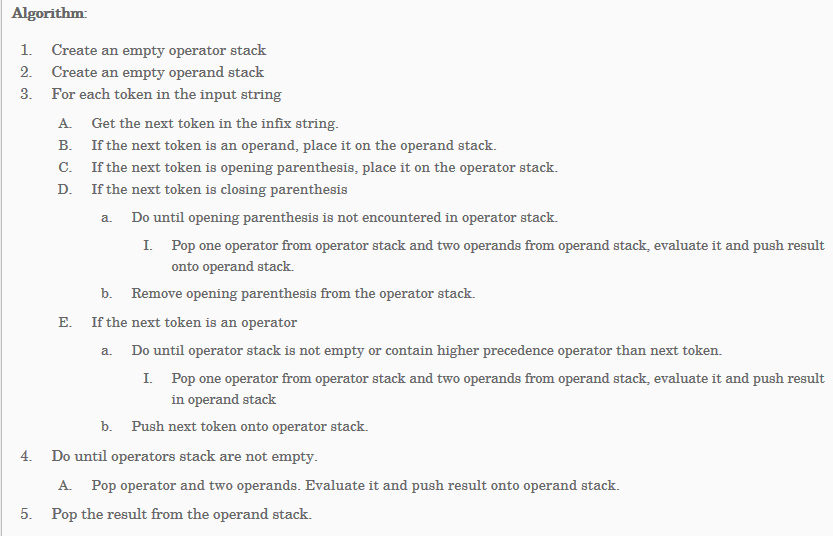 Algorithm:
1. Create an empty operator stack
2. Create an empty operand stack
3. For each token in the input string
A. Get the next token in the infix string.
B. If the next token is an operand, place it on the operand stack.
C. If the next token is opening parenthesis, place it on the operator stack.
D. If the next token is closing parenthesis
a. Do until opening parenthesis is not encountered in operator stack.
I. Pop one operator from operator stack and two operands from operand stack, evaluate it and push result
onto operand stack.
b. Remove opening parenthesis from the operator stack.
E. If the next token is an operator
a. Do until operator stack is not empty or contain higher precedence operator than next token.
I. Pop one operator from operator stack and two operands from operand stack, evaluate it and push result
in operand stack
b. Push next token onto operator stack.
4. Do until operators stack are not empty.
A. Pop operator and two operands. Evaluate it and push result onto operand stack.
5. Pop the result from the operand stack.